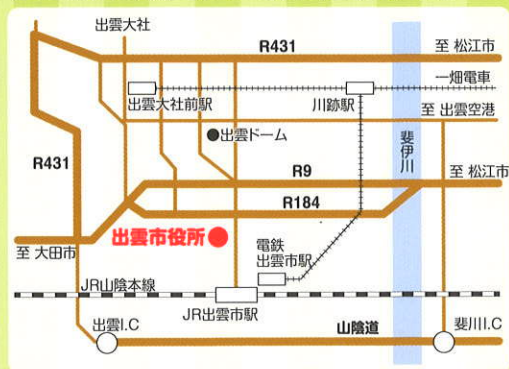 出雲大社
R431
至 松江市
一畑電車
出雲大社前駅
川跡駅
至 出雲空港
●出雲ドーム
斐伊川
R431
R9
至 松江市
R184
出雲市役所●
至 大田市
電鉄
出雲市駅
JR山陰本線
JR出雲市駅
出雲I.C
山陰道
斐川I.C